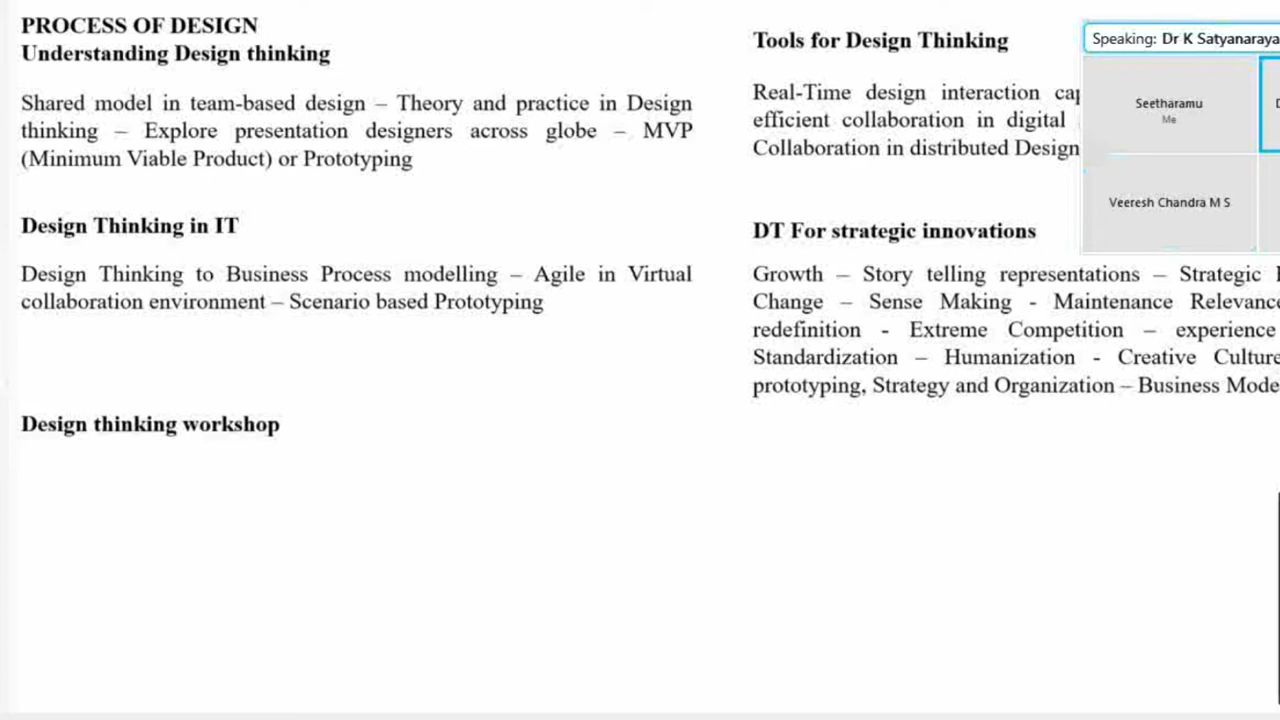 PROCESS OF DESIGN
Understanding Design thinking
Shared model in team-based design – Theory and practice in Design
thinking – Explore presentation designers across globe – MVP
(Minimum Viable Product) or Prototyping
Design Thinking in IT
Design Thinking to Business Process modelling – Agile in Virtual
collaboration environment – Scenario based Prototyping
Design thinking workshop
Tools for Design Thinking
Real-Time design interaction
efficient collaboration in digital
Collaboration in distributed Design
DT For strategic innovations
Growth – Story telling representations – Strategic
Change – Sense Making - Maintenance Relevance
redefinition - Extreme Competition – experience
Standardization – Humanization - Creative Culture
prototyping, Strategy and Organization – Business
Speaking: Dr K
Seetharamu
Me
Veeresh Chandra M S